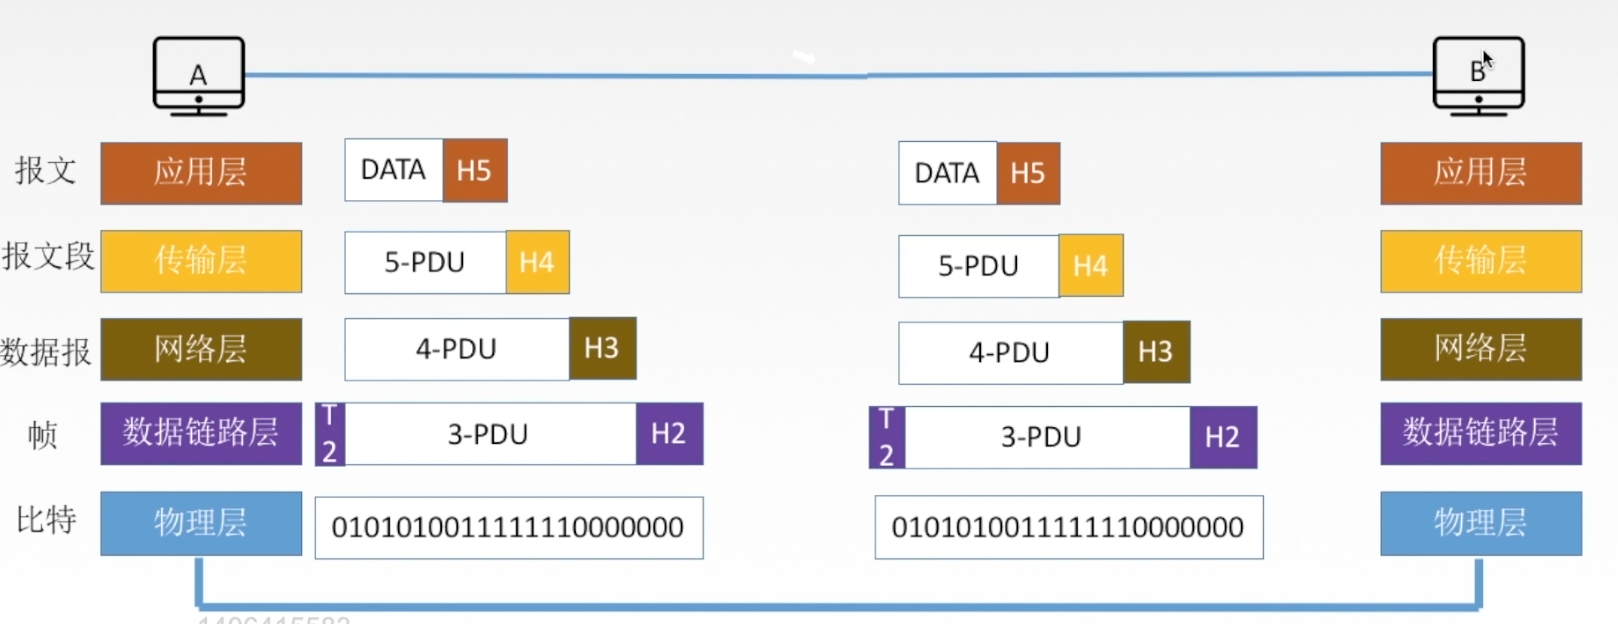 A
B
报文 应用层 DATA H5 DATA H5 应用层
报文段 传输层 5-PDU H4 5-PDU H4 传输层
数据报 网络层 4-PDU H3 4-PDU H3 网络层
帧 数据链路层 T2 3-PDU H2 T2 3-PDU H2 数据链路层
比特 物理层 0101010011111110000000 0101010011111110000000 物理层